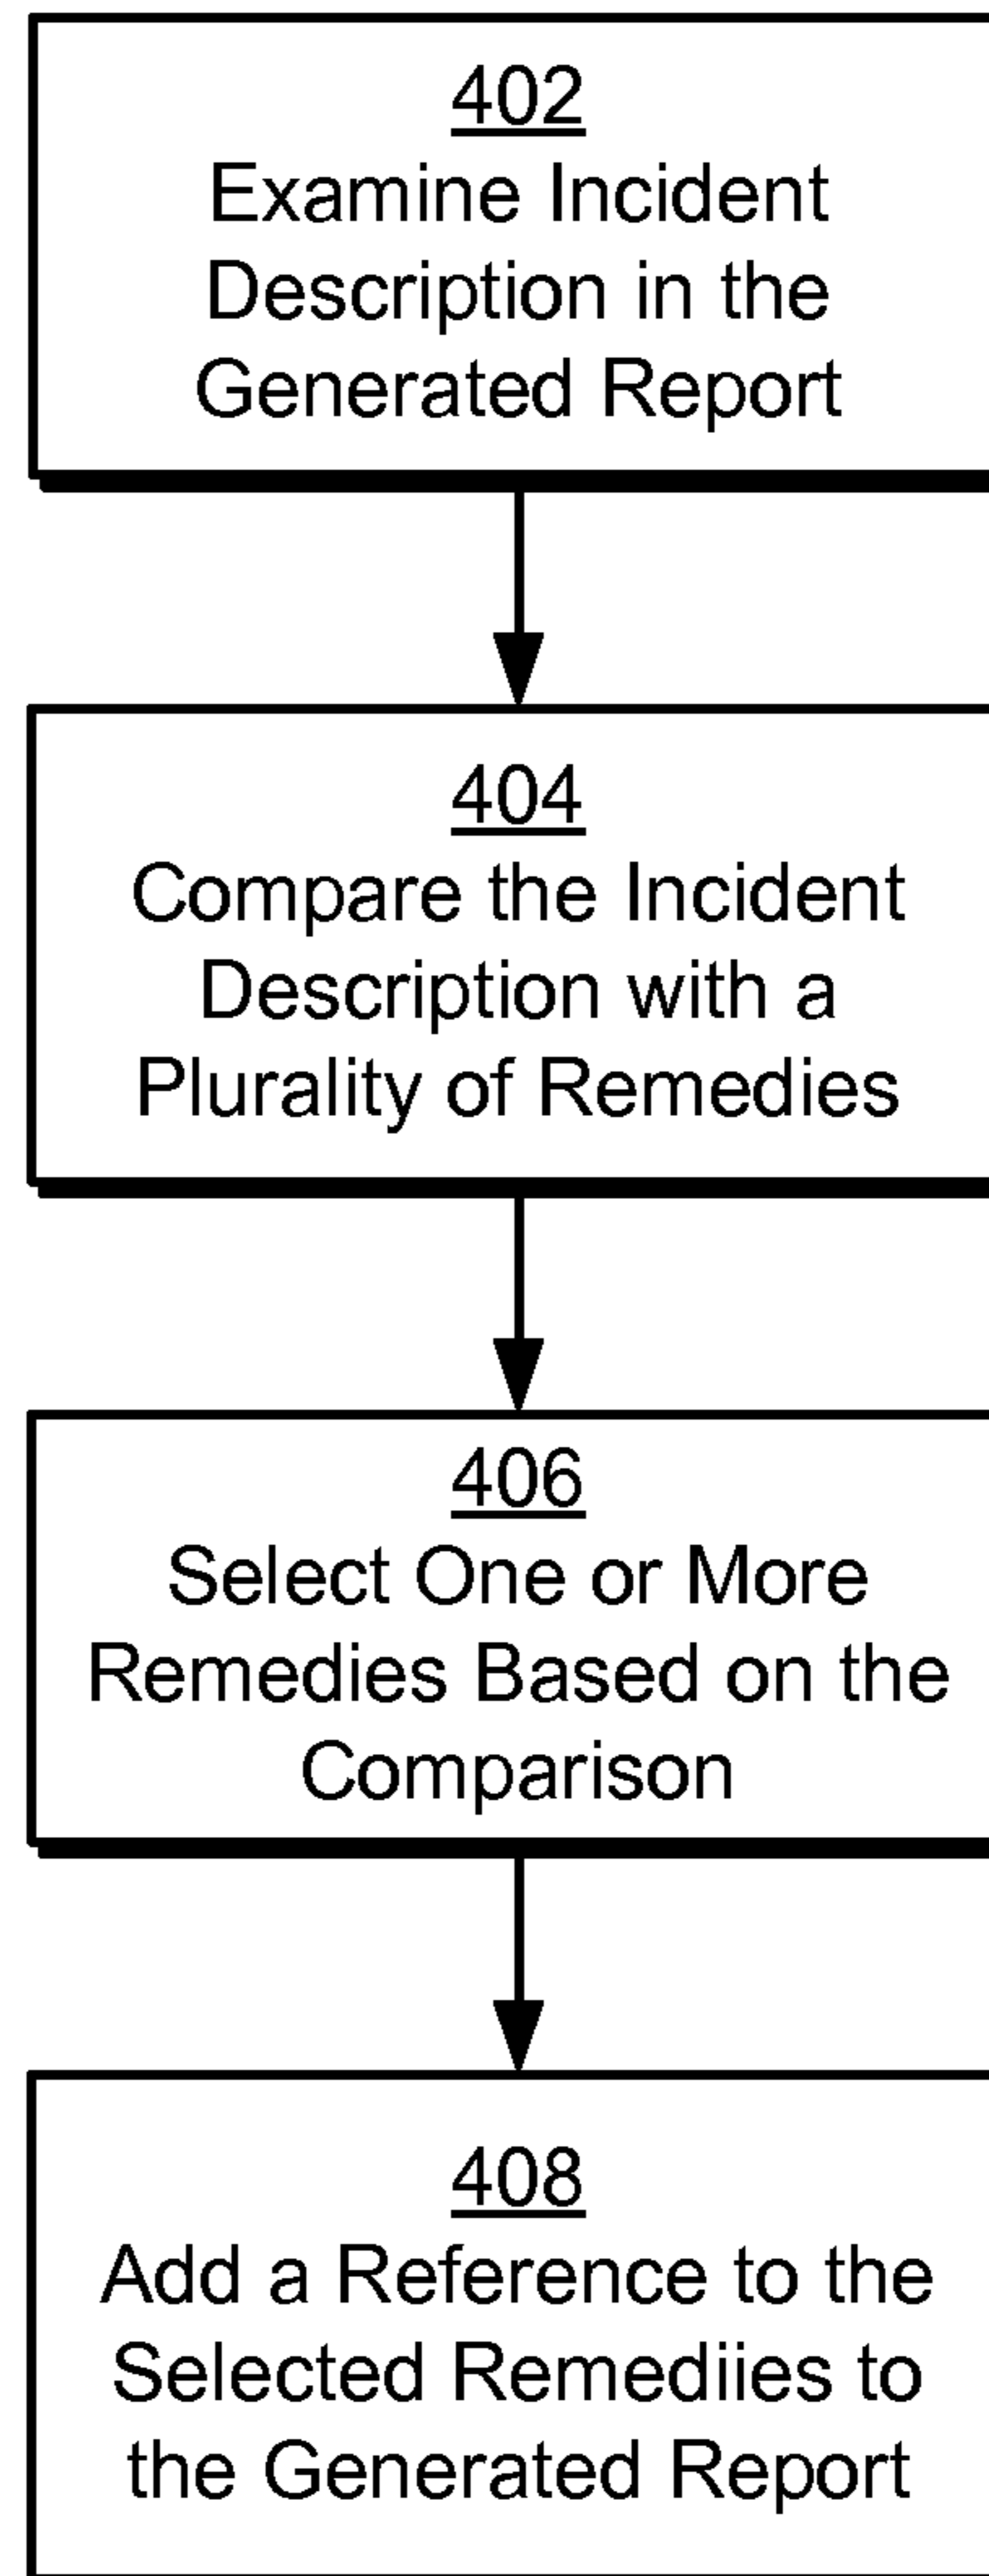 402
Examine Incident
Description in the
Generated Report
404
Compare the Incident
Description with a
Plurality of Remedies
406
Select One or More
Remedies Based on the
Comparison
408
Add a Reference to the
Selected Remediies to
the Generated Report